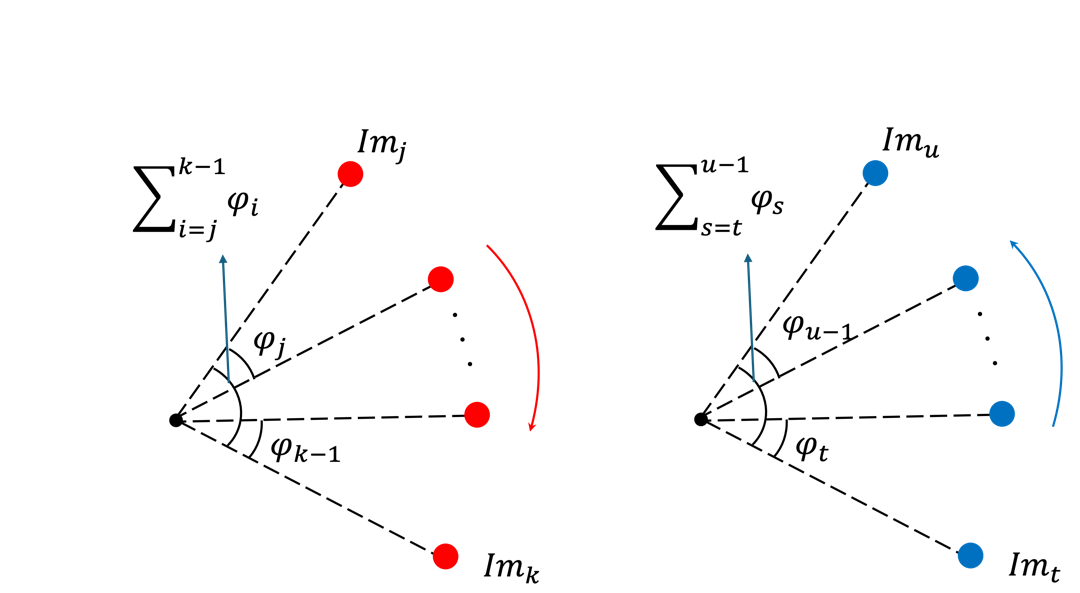 Im_j
∑_{i=j}^{k−1} φ_i
φ_j
φ_{k−1}
Im_k
Im_u
∑_{s=t}^{u−1} φ_s
φ_{u−1}
φ_t
Im_t